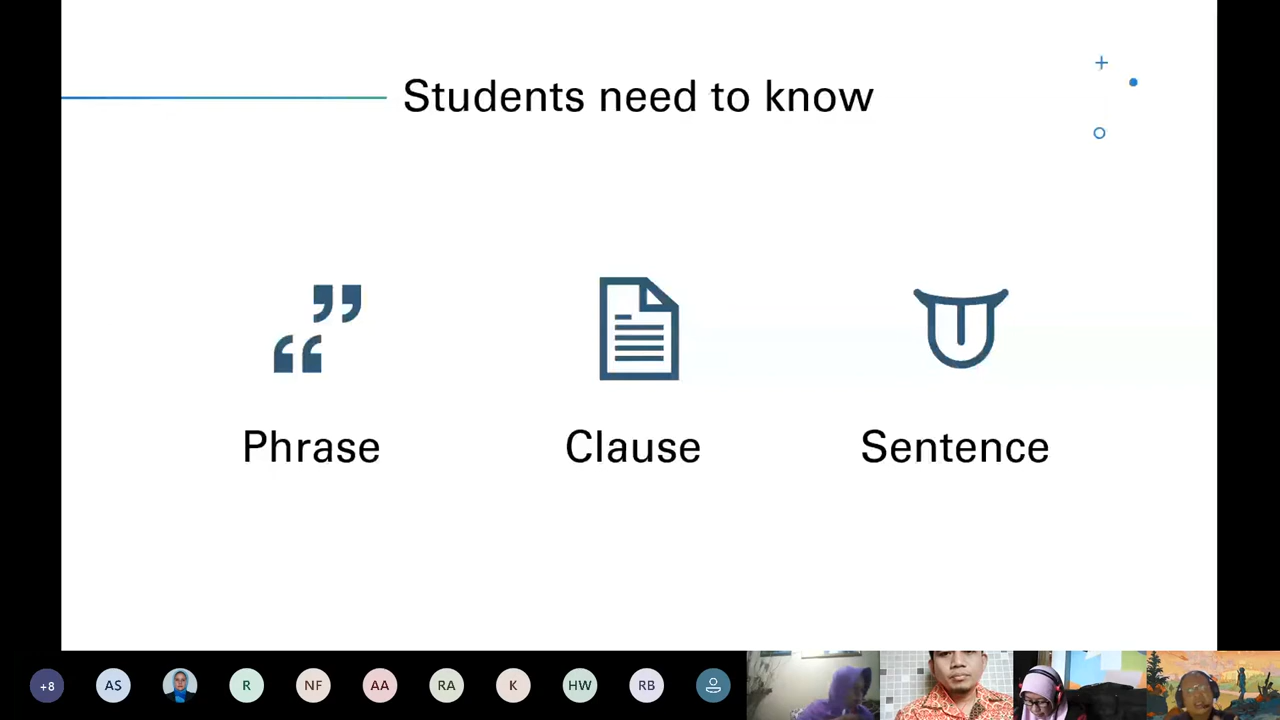 Students need to know
Phrase
Clause
Sentence
+8
AS
R
NF
AA
RA
K
HW
RB